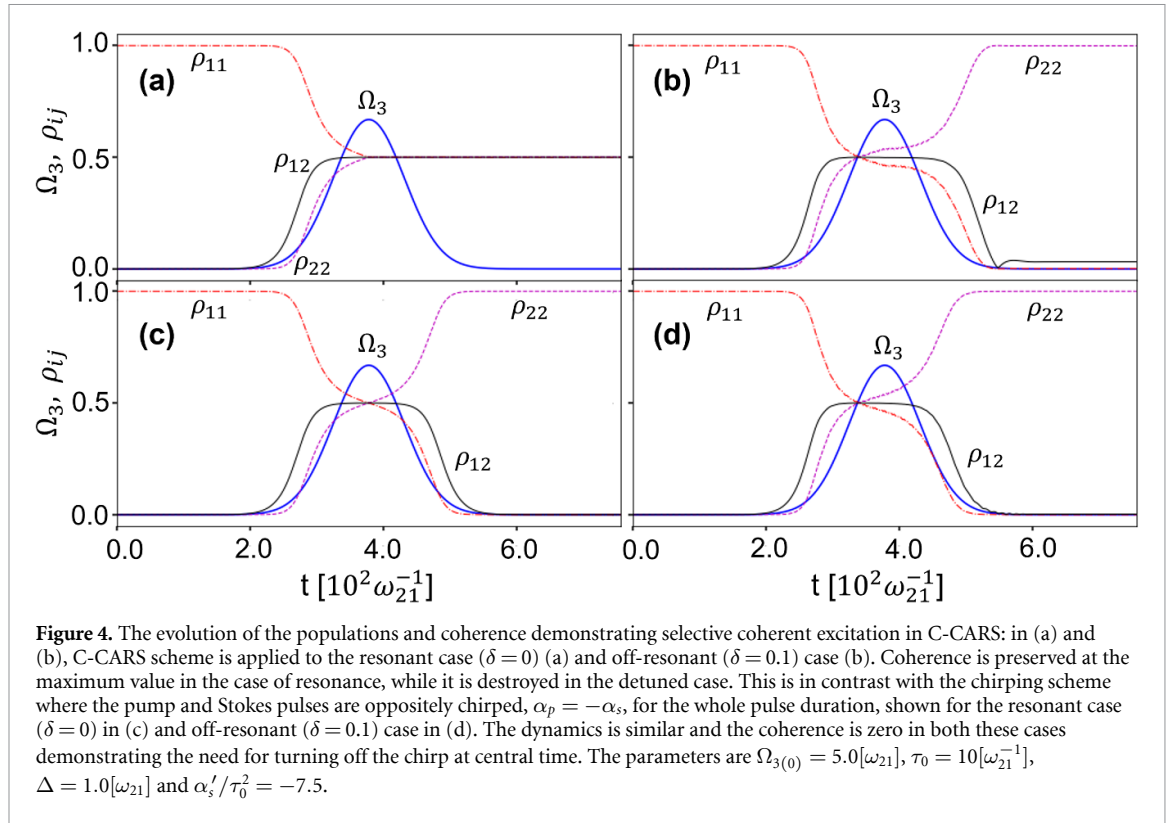 1.0
0.5
0.0
Ω₃, ρᵢⱼ
(a)
ρ₁₁
Ω₃
ρ₁₂
ρ₂₂
(b)
ρ₁₁
Ω₃
ρ₂₂
ρ₁₂
1.0
0.5
0.0
Ω₃, ρᵢⱼ
(c)
ρ₁₁
Ω₃
ρ₂₂
ρ₁₂
(d)
ρ₁₁
Ω₃
ρ₂₂
ρ₁₂
0.0 2.0 4.0 6.0
0.0 2.0 4.0 6.0
t [10²ω₂₁⁻¹]
t [10²ω₂₁⁻¹]
Figure 4. The evolution of the populations and coherence demonstrating selective coherent excitation in C-CARS: in (a) and
(b), C-CARS scheme is applied to the resonant case (δ = 0) (a) and off-resonant (δ = 0.1) case (b). Coherence is preserved at the
maximum value in the case of resonance, while it is destroyed in the detuned case. This is in contrast with the chirping scheme
where the pump and Stokes pulses are oppositely chirped, αₚ = −αₛ, for the whole pulse duration, shown for the resonant case
(δ = 0) in (c) and off-resonant (δ = 0.1) case in (d). The dynamics is similar and the coherence is zero in both these cases
demonstrating the need for turning off the chirp at central time. The parameters are Ω₃₍₀₎ = 5.0[ω₂₁], τ₀ = 10[ω₂₁⁻¹],
Δ = 1.0[ω₂₁] and αₛ′/τ₀² = −7.5.